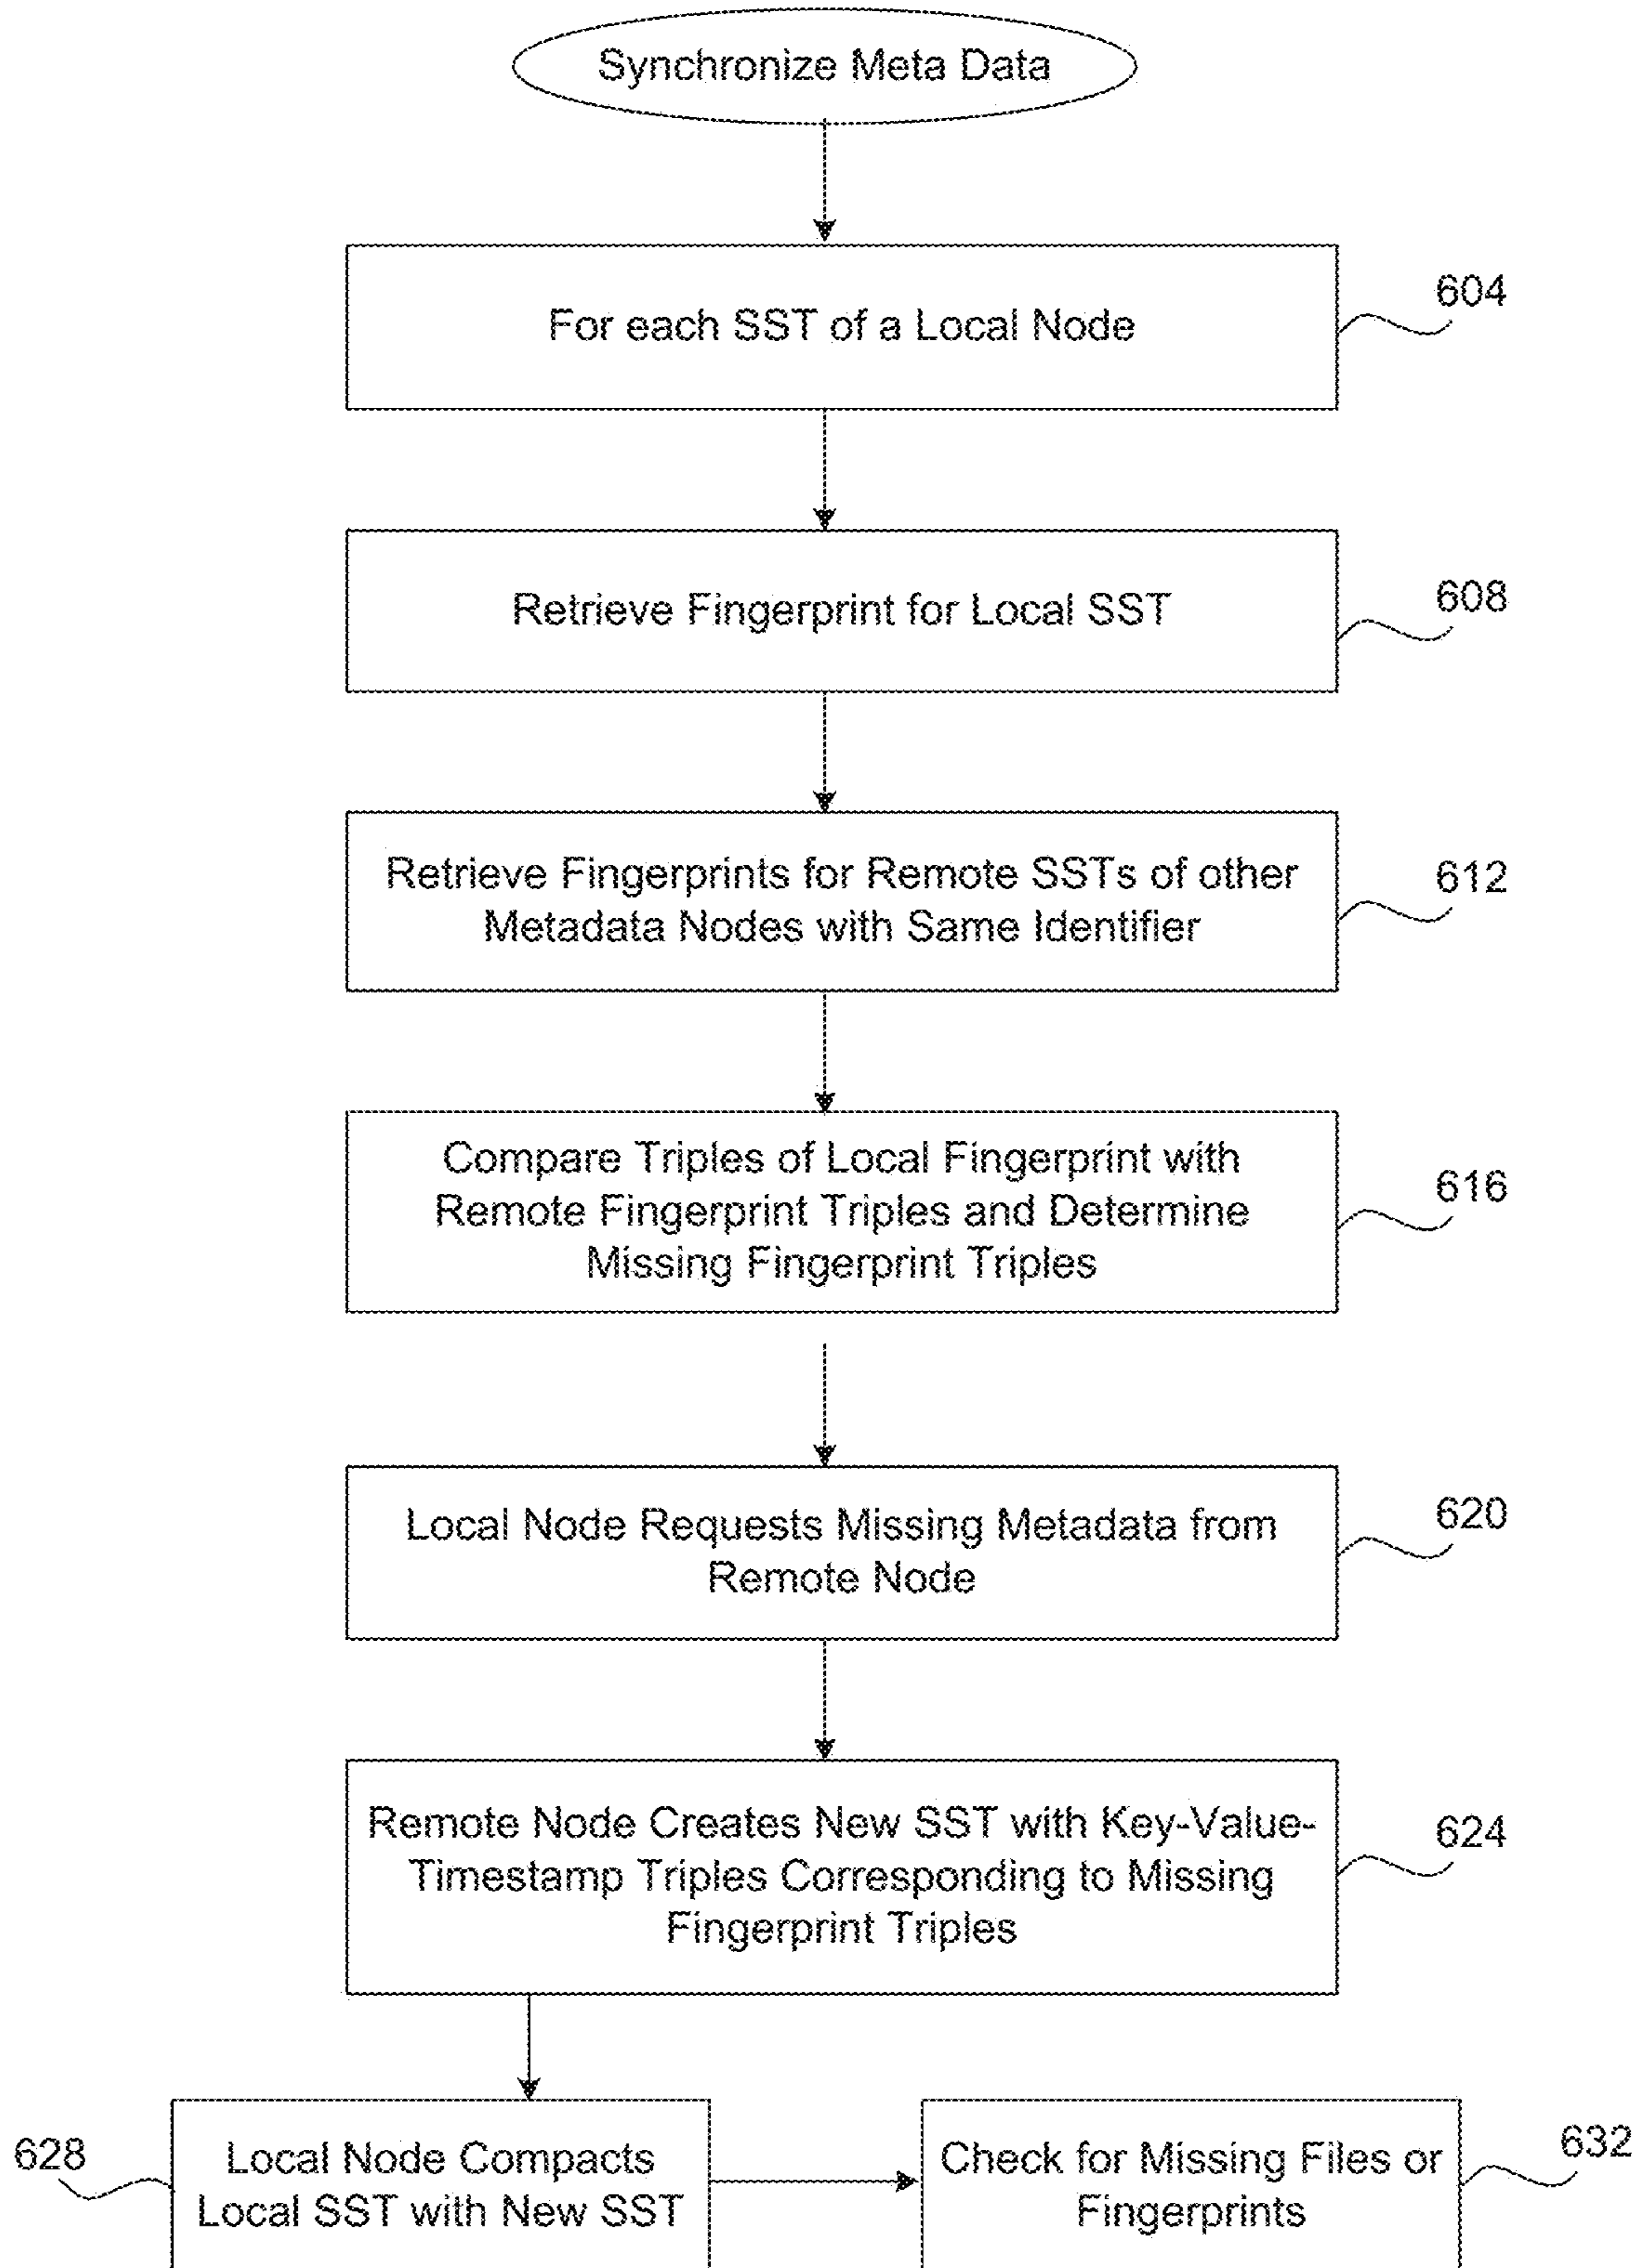 Synchronize Meta Data
For each SST of a Local Node
604
Retrieve Fingerprint for Local SST
608
Retrieve Fingerprints for Remote SSTs of other
Metadata Nodes with Same Identifier
612
Compare Triples of Local Fingerprint with
Remote Fingerprint Triples and Determine
Missing Fingerprint Triples
616
Local Node Requests Missing Metadata from
Remote Node
620
Remote Node Creates New SST with Key-Value-
Timestamp Triples Corresponding to Missing
Fingerprint Triples
624
628
Local Node Compacts
Local SST with New SST
Check for Missing Files or
Fingerprints
632